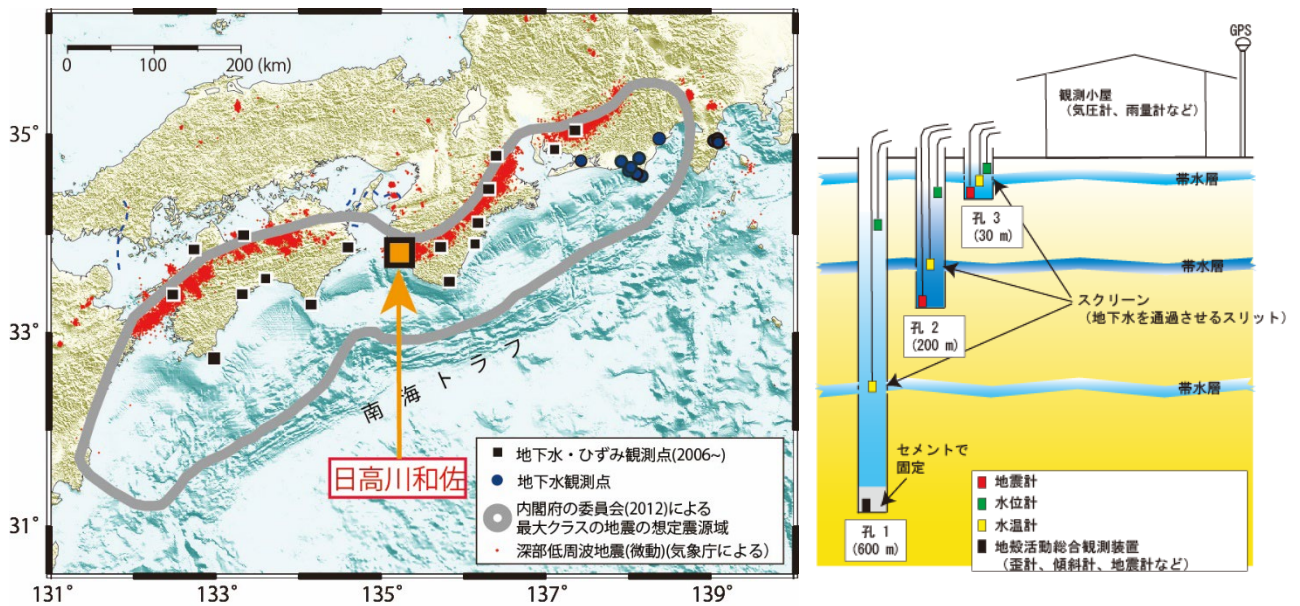 0 100 200 (km)
35°
33°
31°
131° 133° 135° 137° 139°
南海トラフ
日高川和佐
地下水・ひずみ観測点(2006~)
地下水観測点
内閣府の委員会(2012)による
最大クラスの地震の想定震源域
深部低周波地震(微動)(気象庁による)
GPS
観測小屋
(気圧計、雨量計など)
帯水層
孔 3
(30 m)
帯水層
スクリーン
(地下水を通過させるスリット)
孔 2
(200 m)
帯水層
セメントで
固定
孔 1
(600 m)
地震計
水位計
水温計
地殻活動総合観測装置
(歪計、傾斜計、地震計など)